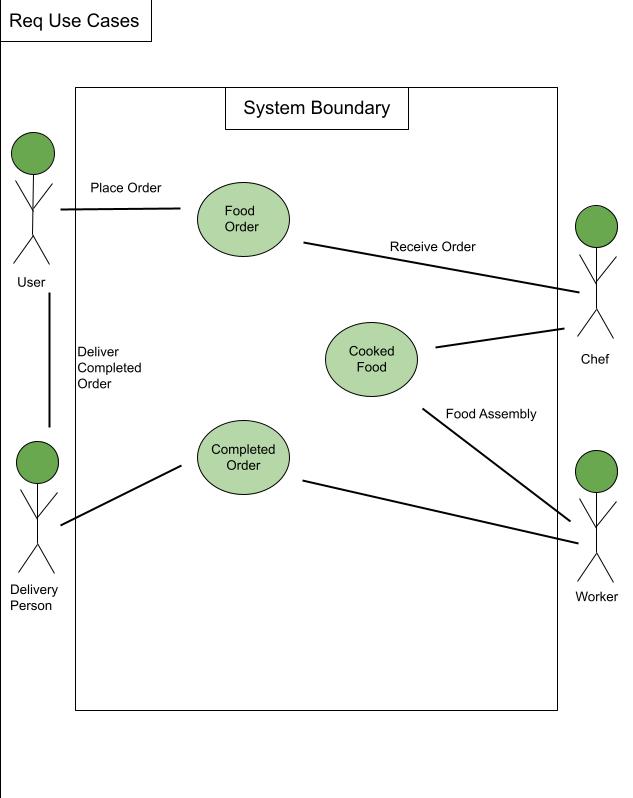 Req Use Cases
System Boundary
Place Order
Food
Order
Receive Order
User
Deliver
Completed
Order
Cooked
Food
Chef
Food Assembly
Completed
Order
Delivery
Person
Worker